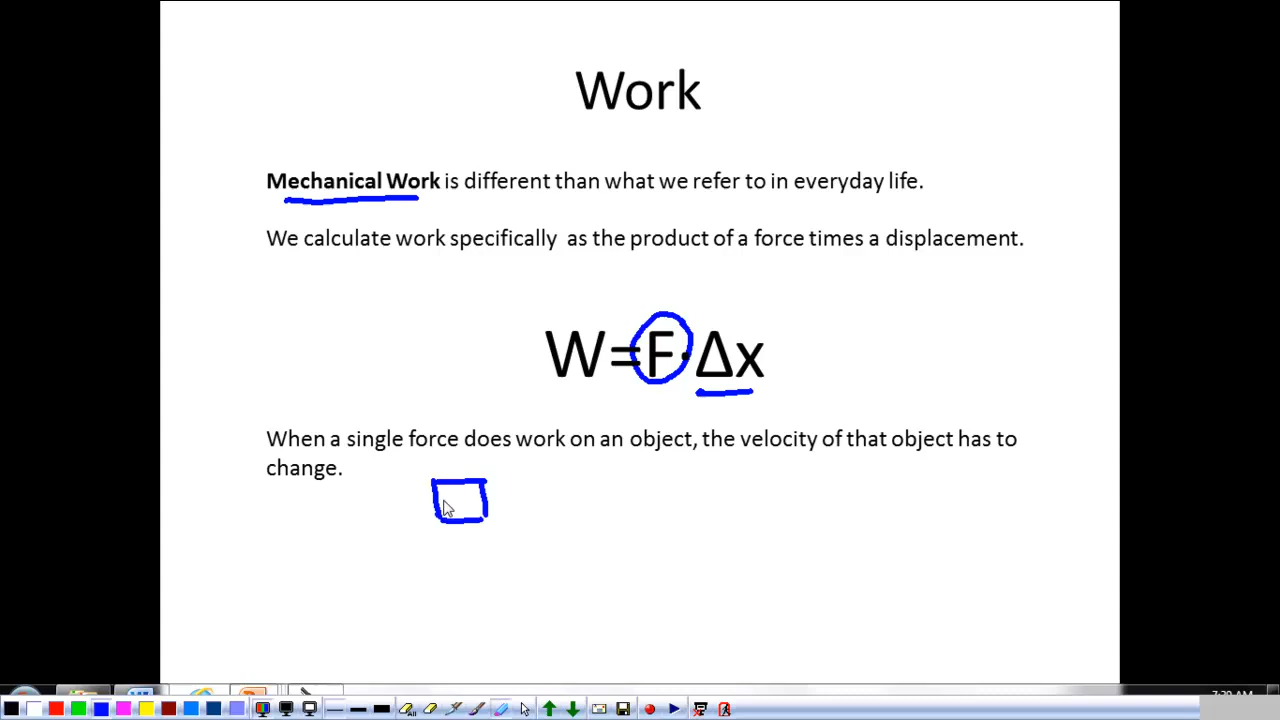 Work
Mechanical Work is different than what we refer to in everyday life.
We calculate work specifically  as the product of a force times a displacement.
W=F·Δx
When a single force does work on an object, the velocity of that object has to
change.